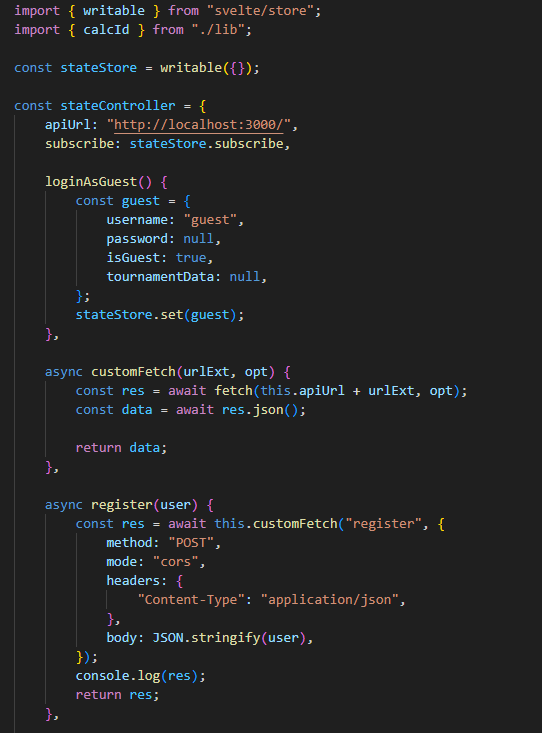 import { writable } from "svelte/store";
import { calcId } from "./lib";
const stateStore = writable({});
const stateController = {
apiUrl: "http://localhost:3000/",
subscribe: stateStore.subscribe,
loginAsGuest() {
const guest = {
username: "guest",
password: null,
isGuest: true,
tournamentData: null,
};
stateStore.set(guest);
},
async customFetch(urlExt, opt) {
const res = await fetch(this.apiUrl + urlExt, opt);
const data = await res.json();
return data;
},
async register(user) {
const res = await this.customFetch("register", {
method: "POST",
mode: "cors",
headers: {
"Content-Type": "application/json",
},
body: JSON.stringify(user),
});
console.log(res);
return res;
},